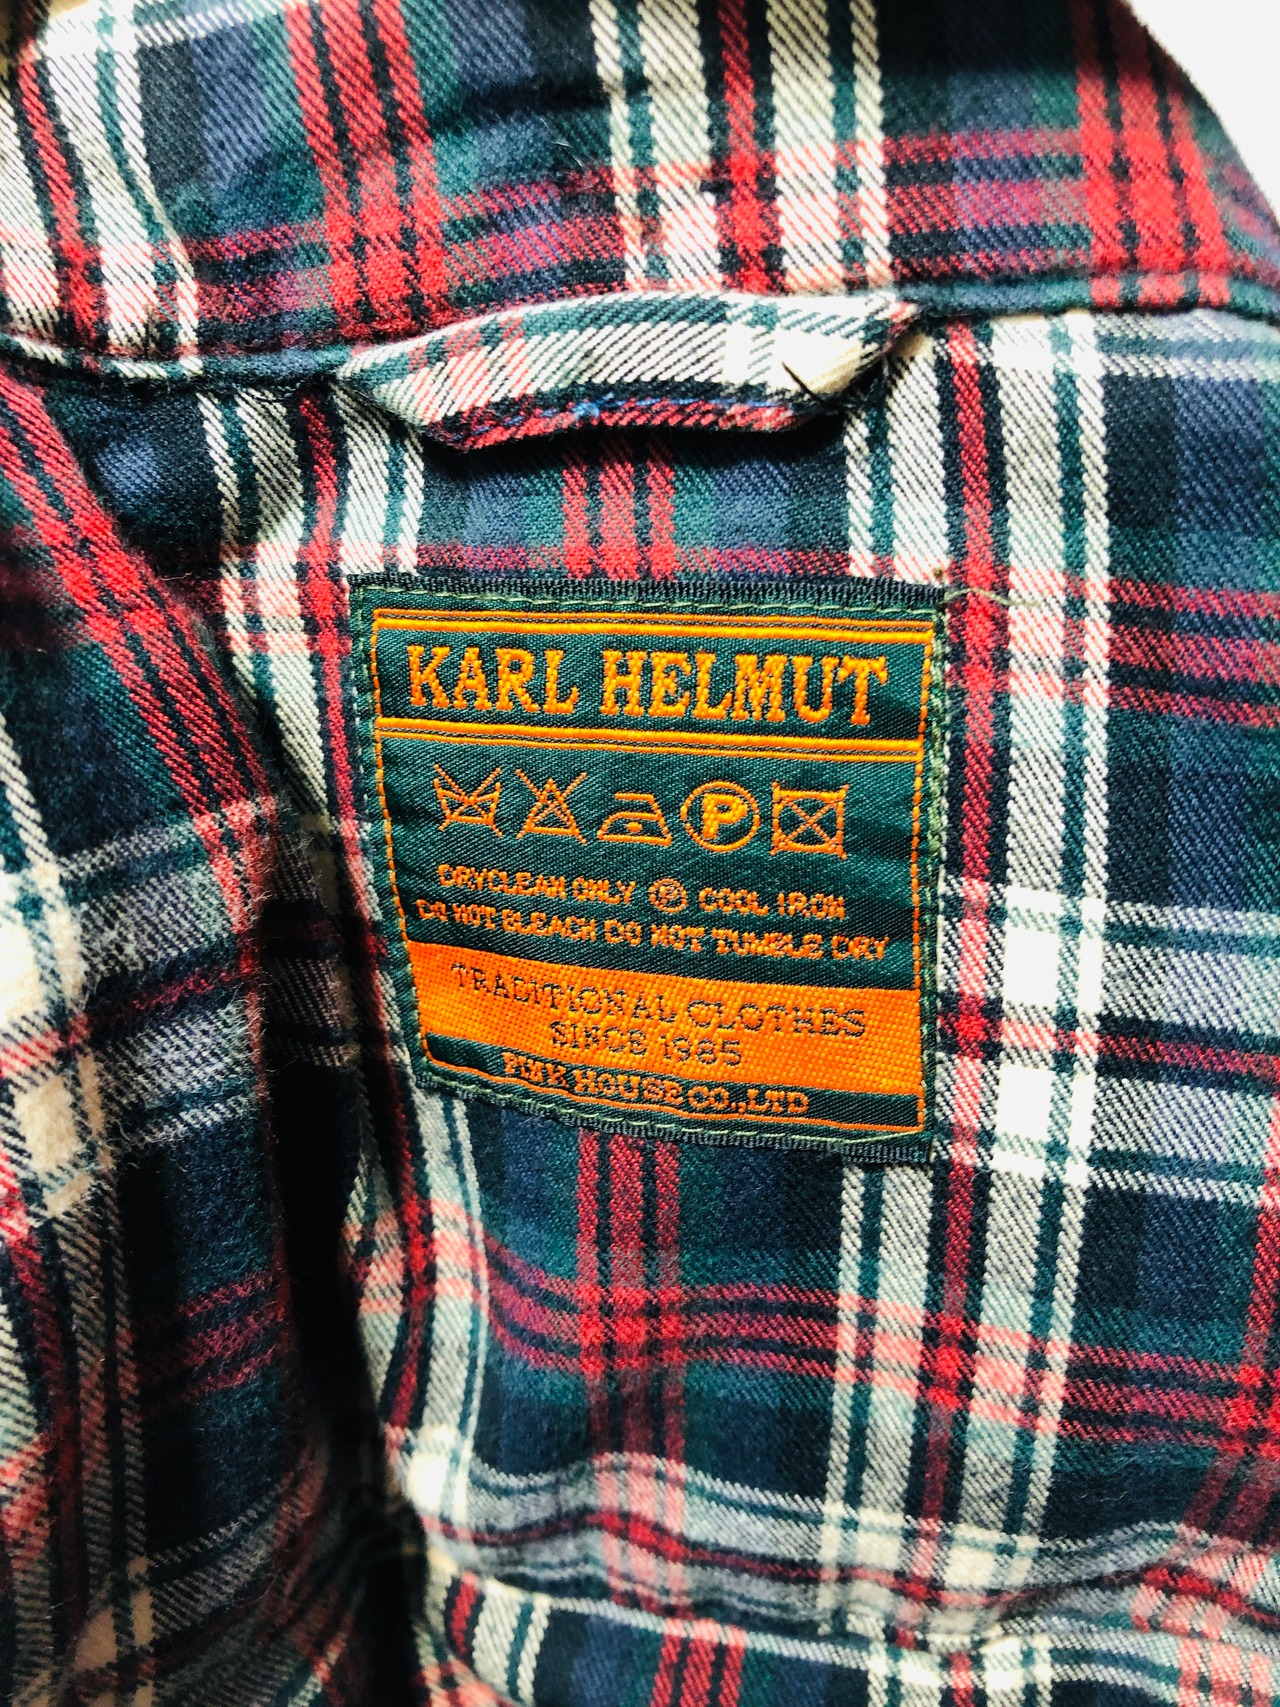 KARL HELMUT
P
DRYCLEAN ONLY Ⓟ COOL IRON
DO NOT BLEACH DO NOT TUMBLE DRY
TRADITIONAL CLOTHES
SINCE 1985
HOUSE CO.,LTD